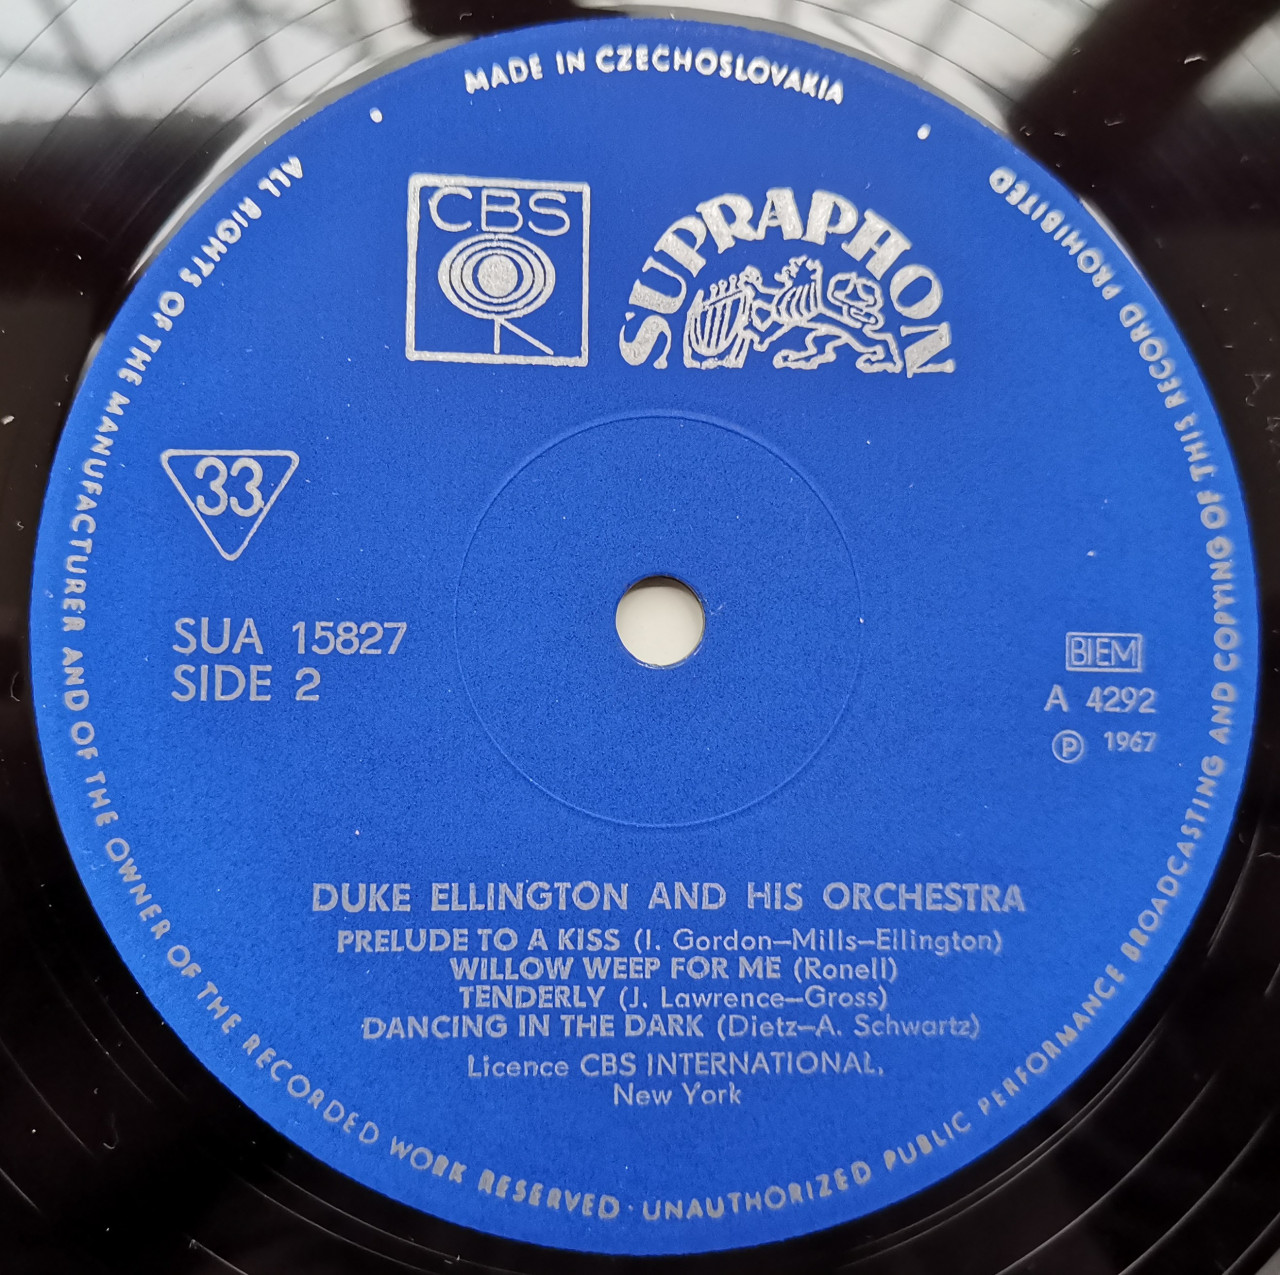 MADE IN CZECHOSLOVAKIA
CBS
SUPRAPHON
33
SUA 15827
SIDE 2
BIEM
A 4292
Ⓟ 1967
DUKE ELLINGTON AND HIS ORCHESTRA
PRELUDE TO A KISS (I. Gordon–Mills–Ellington)
WILLOW WEEP FOR ME (Ronell)
TENDERLY (J. Lawrence–Gross)
DANCING IN THE DARK (Dietz–A. Schwartz)
Licence CBS INTERNATIONAL,
New York
ALL RIGHTS OF THE MANUFACTURER AND OF THE OWNER OF THE RECORDED WORK RESERVED · UNAUTHORIZED PUBLIC PERFORMANCE BROADCASTING AND COPYING OF THIS RECORD PROHIBITED